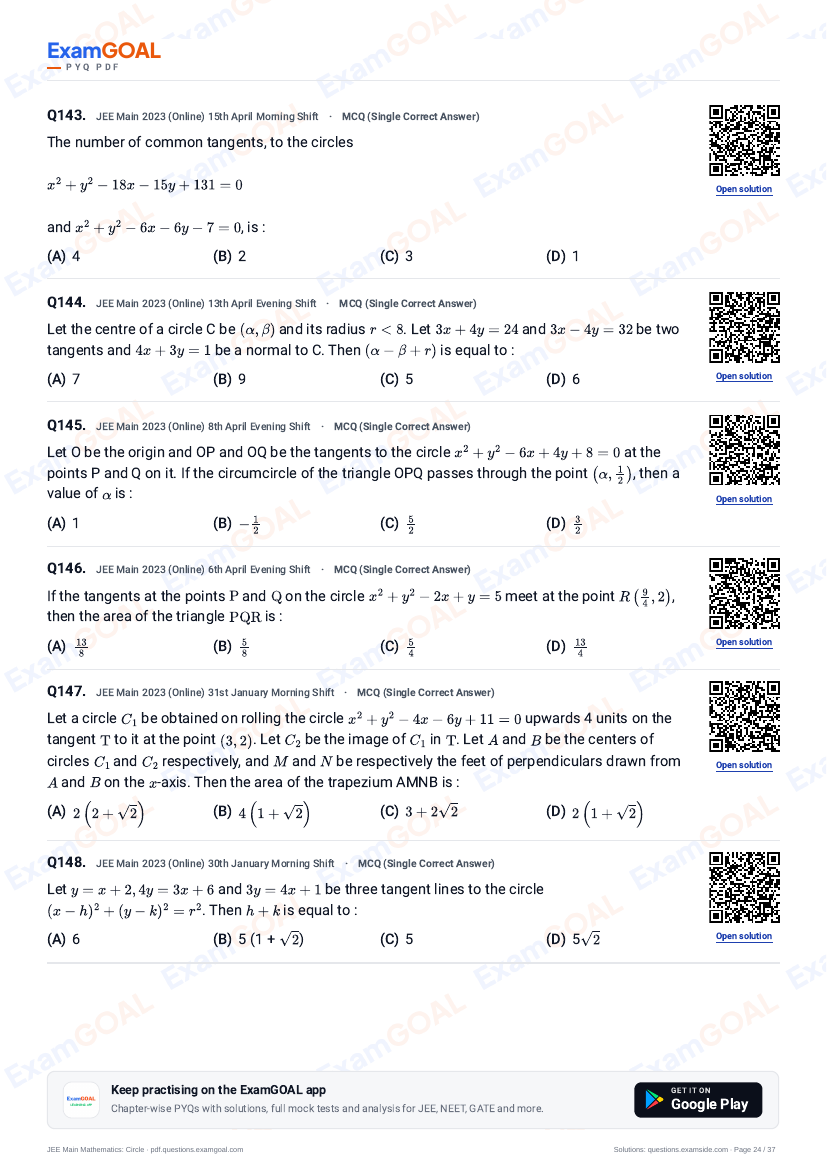 ExamGOAL
PYQ PDF
Q143. JEE Main 2023 (Online) 15th April Morning Shift · MCQ (Single Correct Answer)
The number of common tangents, to the circles
x² + y² − 18x − 15y + 131 = 0
and x² + y² − 6x − 6y − 7 = 0, is :
(A) 4 (B) 2 (C) 3 (D) 1
Open solution
Q144. JEE Main 2023 (Online) 13th April Evening Shift · MCQ (Single Correct Answer)
Let the centre of a circle C be (α, β) and its radius r < 8. Let 3x + 4y = 24 and 3x − 4y = 32 be two
tangents and 4x + 3y = 1 be a normal to C. Then (α − β + r) is equal to :
(A) 7 (B) 9 (C) 5 (D) 6
Open solution
Q145. JEE Main 2023 (Online) 8th April Evening Shift · MCQ (Single Correct Answer)
Let O be the origin and OP and OQ be the tangents to the circle x² + y² − 6x + 4y + 8 = 0 at the
points P and Q on it. If the circumcircle of the triangle OPQ passes through the point (α, 1/2), then a
value of α is :
(A) 1 (B) −1/2 (C) 5/2 (D) 3/2
Open solution
Q146. JEE Main 2023 (Online) 6th April Evening Shift · MCQ (Single Correct Answer)
If the tangents at the points P and Q on the circle x² + y² − 2x + y = 5 meet at the point R (9/4, 2),
then the area of the triangle PQR is :
(A) 13/8 (B) 5/8 (C) 5/4 (D) 13/4
Open solution
Q147. JEE Main 2023 (Online) 31st January Morning Shift · MCQ (Single Correct Answer)
Let a circle C₁ be obtained on rolling the circle x² + y² − 4x − 6y + 11 = 0 upwards 4 units on the
tangent T to it at the point (3, 2). Let C₂ be the image of C₁ in T. Let A and B be the centers of
circles C₁ and C₂ respectively, and M and N be respectively the feet of perpendiculars drawn from
A and B on the x-axis. Then the area of the trapezium AMNB is :
(A) 2 (2 + √2) (B) 4 (1 + √2) (C) 3 + 2√2 (D) 2 (1 + √2)
Open solution
Q148. JEE Main 2023 (Online) 30th January Morning Shift · MCQ (Single Correct Answer)
Let y = x + 2, 4y = 3x + 6 and 3y = 4x + 1 be three tangent lines to the circle
(x − h)² + (y − k)² = r². Then h + k is equal to :
(A) 6 (B) 5 (1 + √2) (C) 5 (D) 5√2
Open solution
Keep practising on the ExamGOAL app
Chapter-wise PYQs with solutions, full mock tests and analysis for JEE, NEET, GATE and more.
GET IT ON
Google Play
JEE Main Mathematics: Circle · pdf.questions.examgoal.com
Solutions: questions.examside.com · Page 24 / 37